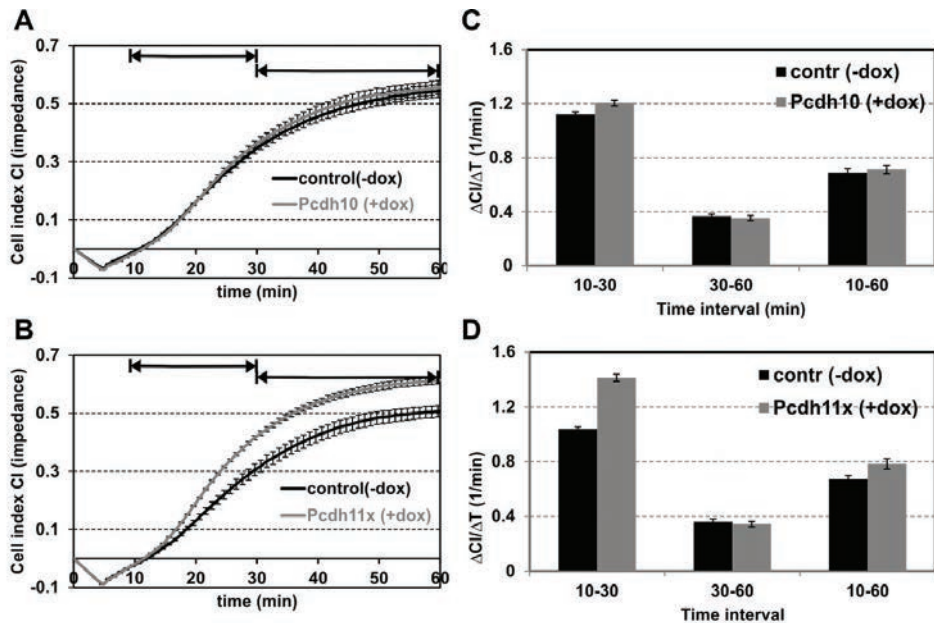 A
0.7
0.5
0.3
0.1
-0.1
Cell index CI (impedance)
control(-dox)
Pcdh10 (+dox)
0 10 20 30 40 50 60
time (min)
C
1.6
1.2
0.8
0.4
0
ΔCI/ΔT (1/min)
contr (-dox)
Pcdh10 (+dox)
10-30 30-60 10-60
Time interval (min)
B
0.7
0.5
0.3
0.1
-0.1
Cell index CI (impedance)
control(-dox)
Pcdh11x (+dox)
0 10 20 30 40 50 60
time (min)
D
1.6
1.2
0.8
0.4
0
ΔCI/ΔT (1/min)
contr (-dox)
Pcdh11x (+dox)
10-30 30-60 10-60
Time interval